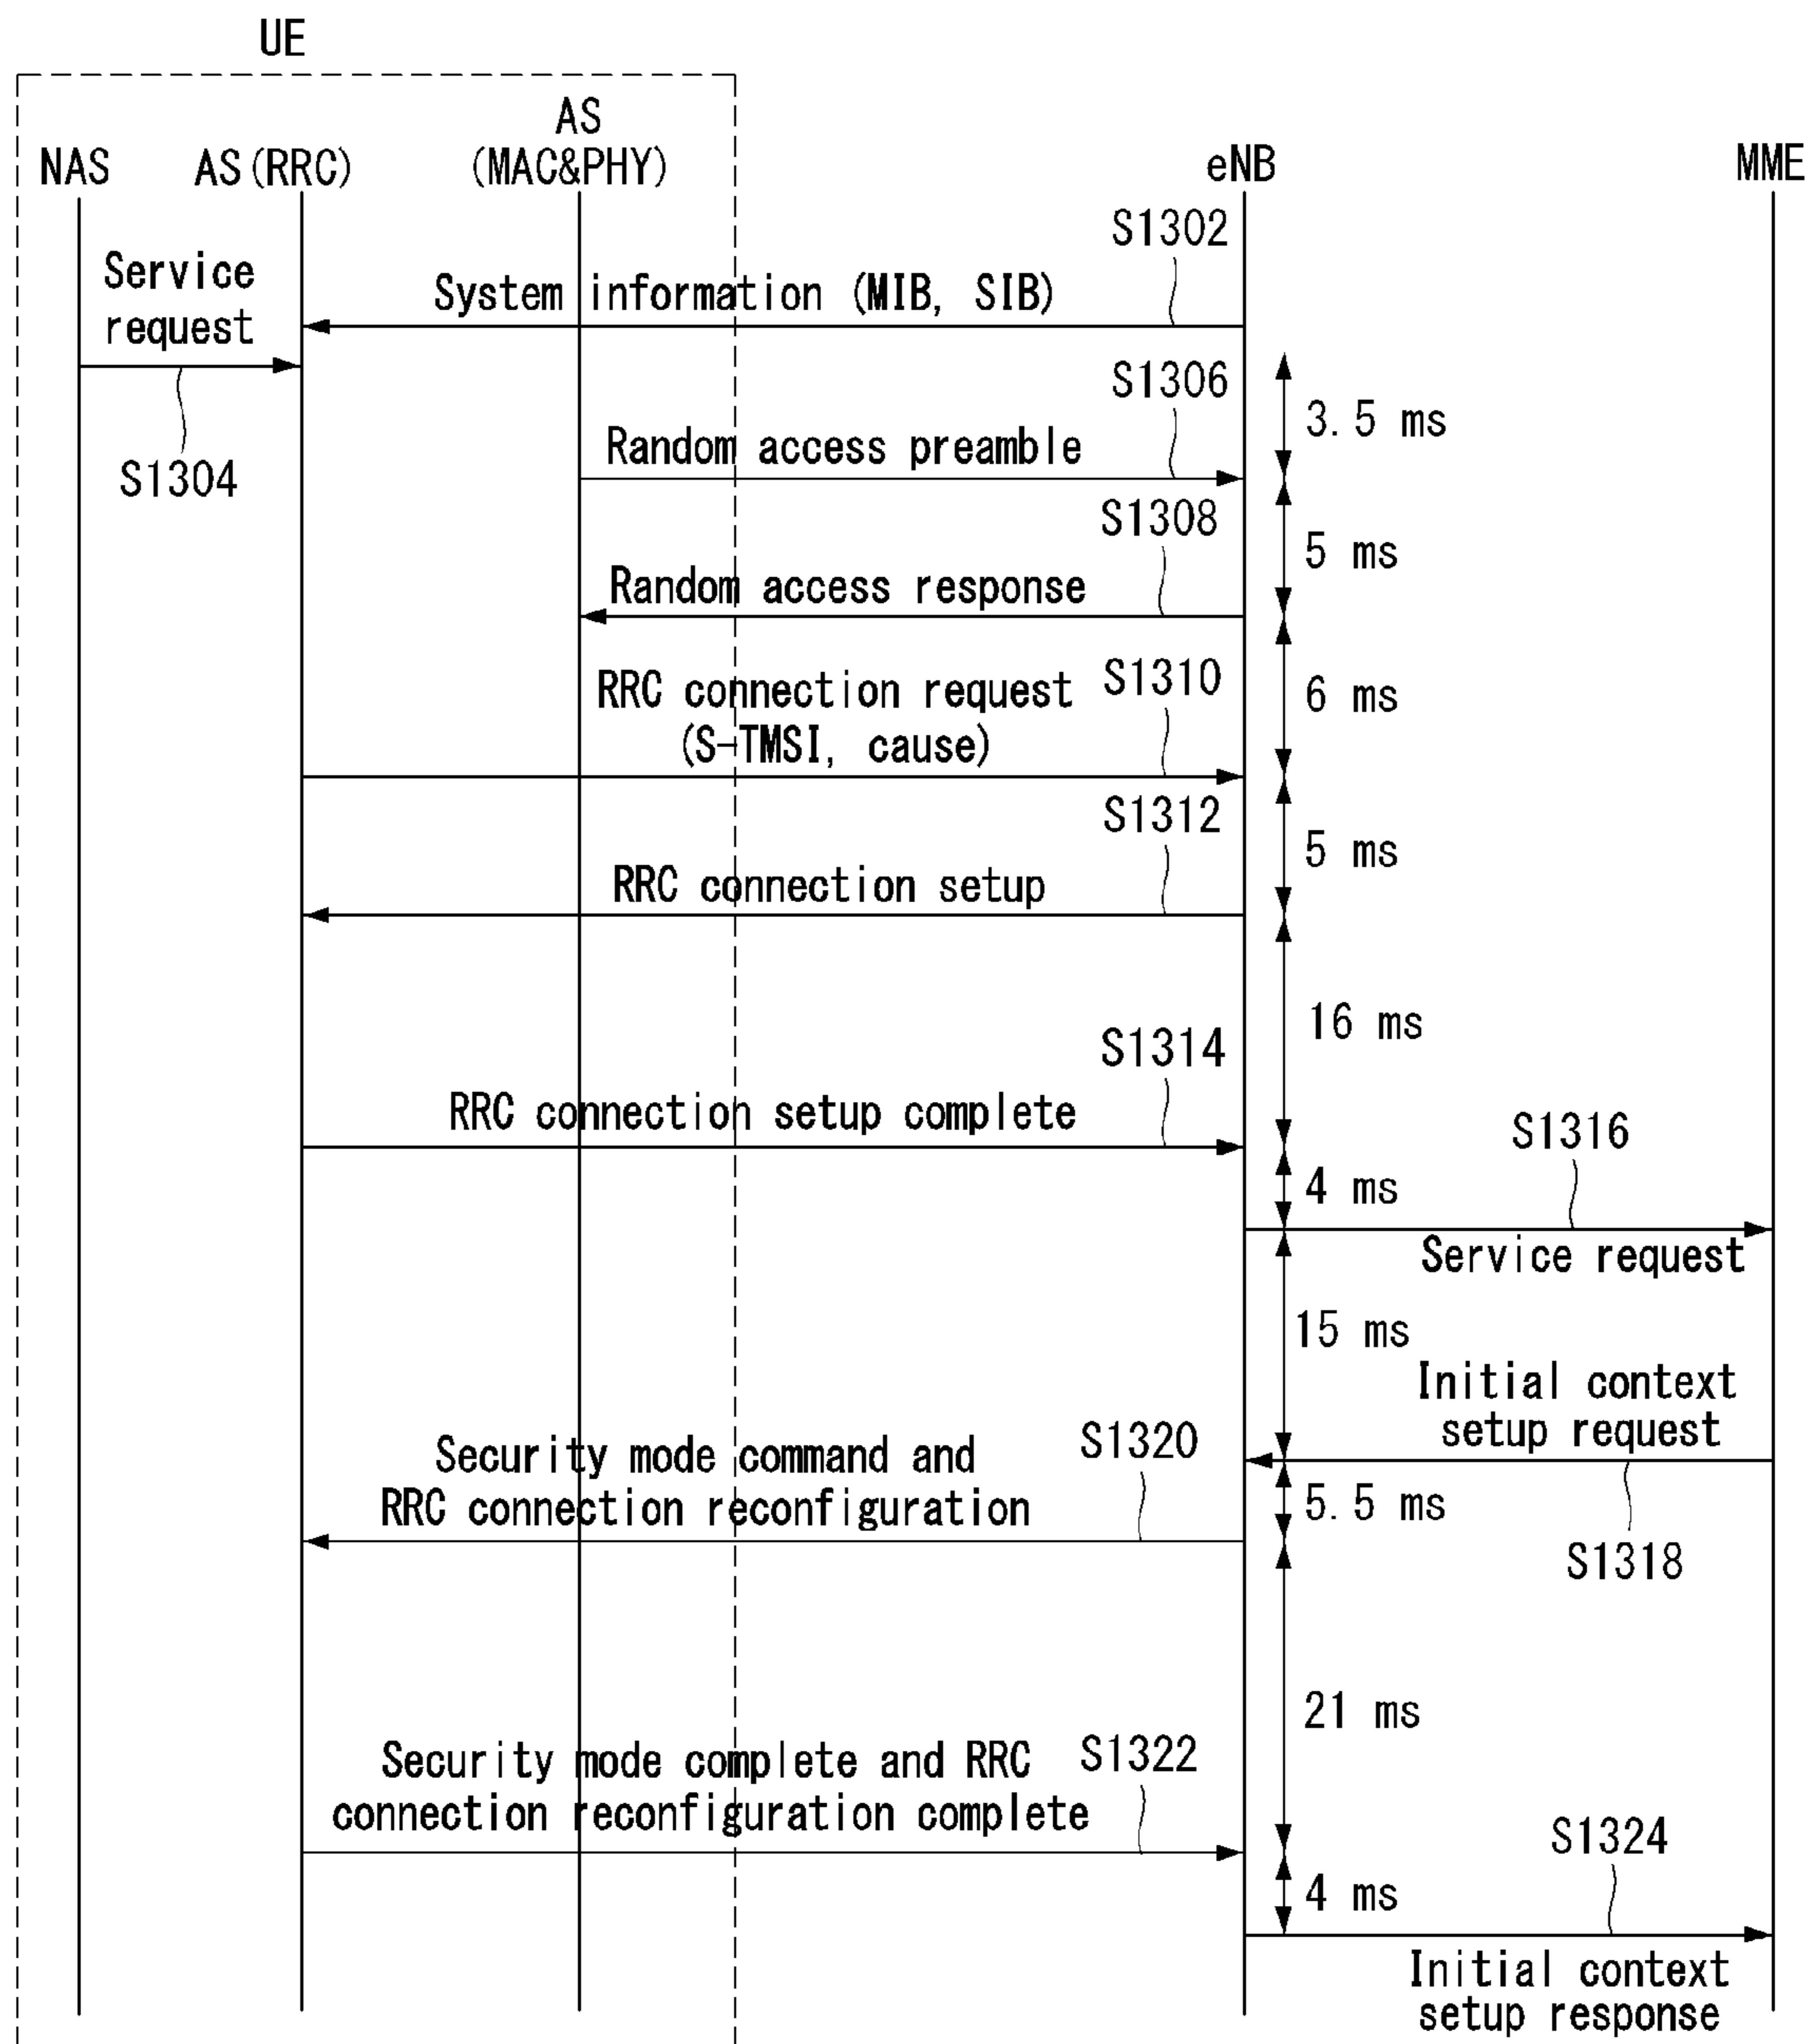 UE
NAS
AS(RRC)
AS
(MAC&PHY)
eNB
MME
S1302
Service
request
System information (MIB, SIB)
S1304
S1306
3.5 ms
Random access preamble
S1308
5 ms
Random access response
S1310
RRC connection request
(S-TMSI, cause)
6 ms
S1312
5 ms
RRC connection setup
16 ms
S1314
RRC connection setup complete
S1316
4 ms
Service request
15 ms
Initial context
setup request
S1320
Security mode command and
RRC connection reconfiguration
5.5 ms
S1318
21 ms
S1322
Security mode complete and RRC
connection reconfiguration complete
S1324
4 ms
Initial context
setup response